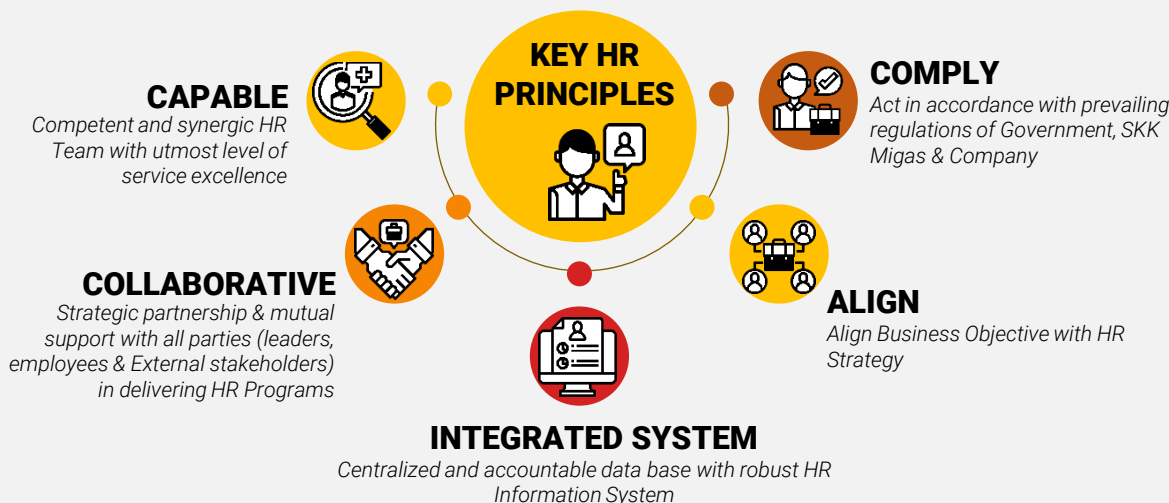 KEY HR
PRINCIPLES
CAPABLE
Competent and synergic HR
Team with utmost level of
service excellence
COMPLY
Act in accordance with prevailing
regulations of Government, SKK
Migas & Company
COLLABORATIVE
Strategic partnership & mutual
support with all parties (leaders,
employees & External stakeholders)
in delivering HR Programs
ALIGN
Align Business Objective with HR
Strategy
INTEGRATED SYSTEM
Centralized and accountable data base with robust HR
Information System